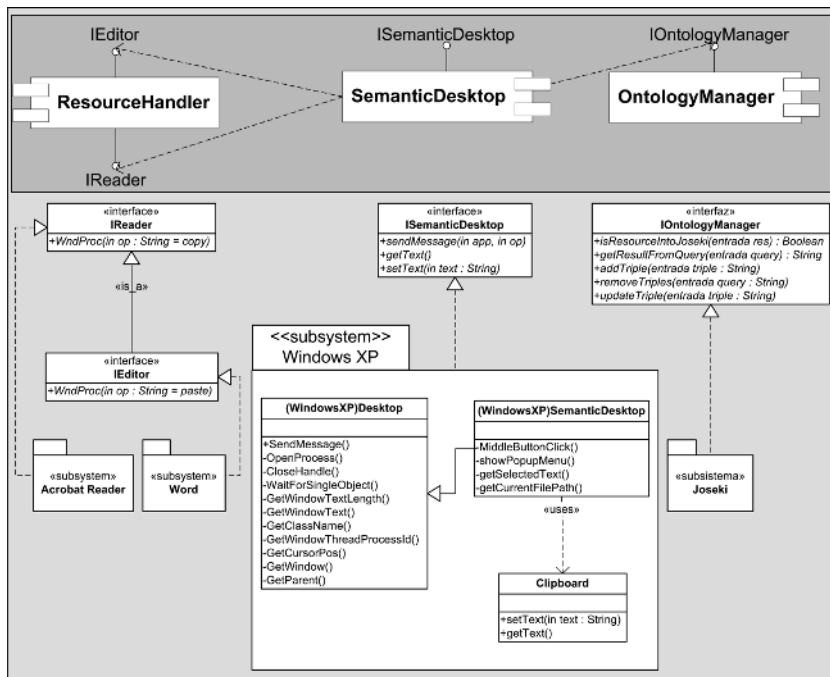 IEditor
ISemanticDesktop
IOntologyManager
ResourceHandler
SemanticDesktop
OntologyManager
IReader
«interface»
IReader
+WndProc(in op : String = copy)
«is_a»
«interface»
IEditor
+WndProc(in op : String = paste)
«subsystem»
Acrobat Reader
«subsystem»
Word
«interface»
ISemanticDesktop
+sendMessage(in app, in op)
+getText()
+setText(in text : String)
«interfaz»
IOntologyManager
+isResourceIntoJoseki(entrada res) : Boolean
+getResultFromQuery(entrada query) : String
+addTriple(entrada triple : String)
+removeTriples(entrada query : String)
+updateTriple(entrada triple : String)
<<subsystem>>
Windows XP
(WindowsXP)Desktop
+SendMessage()
-OpenProcess()
-CloseHandle()
-WaitForSingleObject()
-GetWindowTextLength()
-GetWindowText()
-GetClassName()
-GetWindowThreadProcessId()
-GetCursorPos()
-GetWindow()
-GetParent()
(WindowsXP)SemanticDesktop
-MiddleButtonClick()
-showPopupMenu()
-getSelectedText()
-getCurrentFilePath()
«uses»
Clipboard
+setText(in text : String)
+getText()
«subsistema»
Joseki